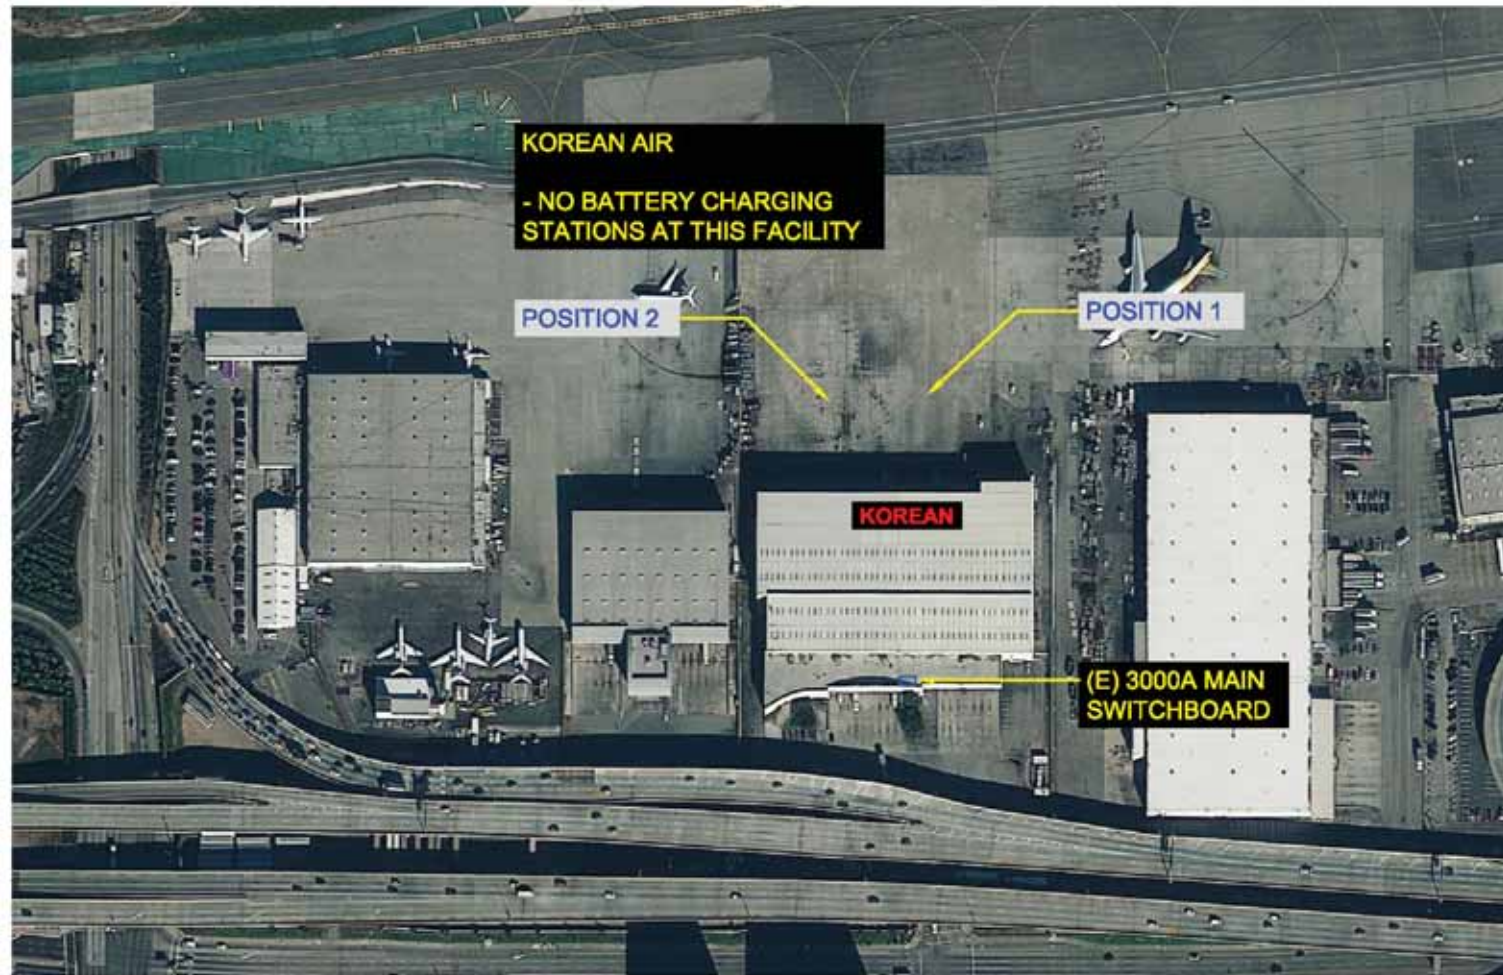 KOREAN AIR
- NO BATTERY CHARGING
STATIONS AT THIS FACILITY
POSITION 2
POSITION 1
KOREAN
(E) 3000A MAIN
SWITCHBOARD